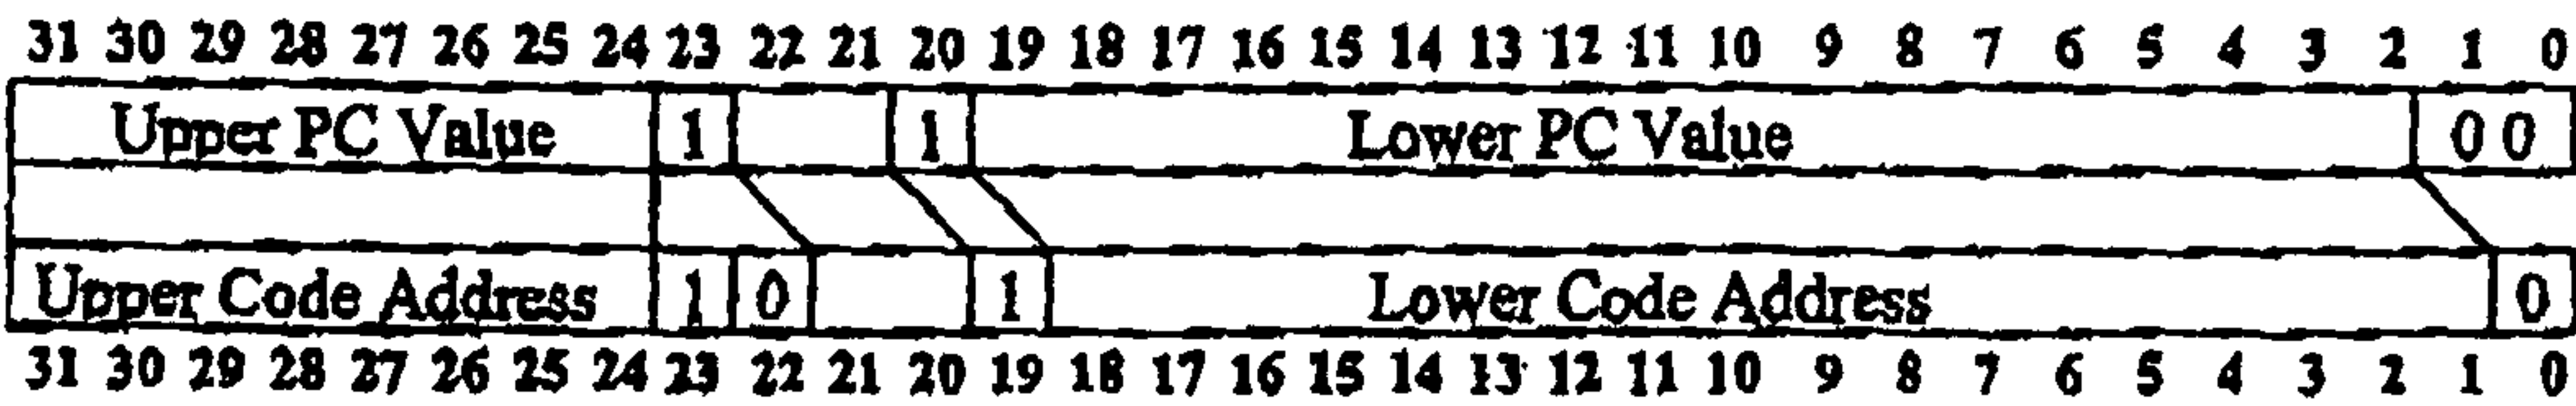 31 30 29 28 27 26 25 24 23 22 21 20 19 18 17 16 15 14 13 12 11 10 9 8 7 6 5 4 3 2 1 0
Upper PC Value 1 1 Lower PC Value 0 0
Upper Code Address 1 0 1 Lower Code Address 0
31 30 29 28 27 26 25 24 23 22 21 20 19 18 17 16 15 14 13 12 11 10 9 8 7 6 5 4 3 2 1 0